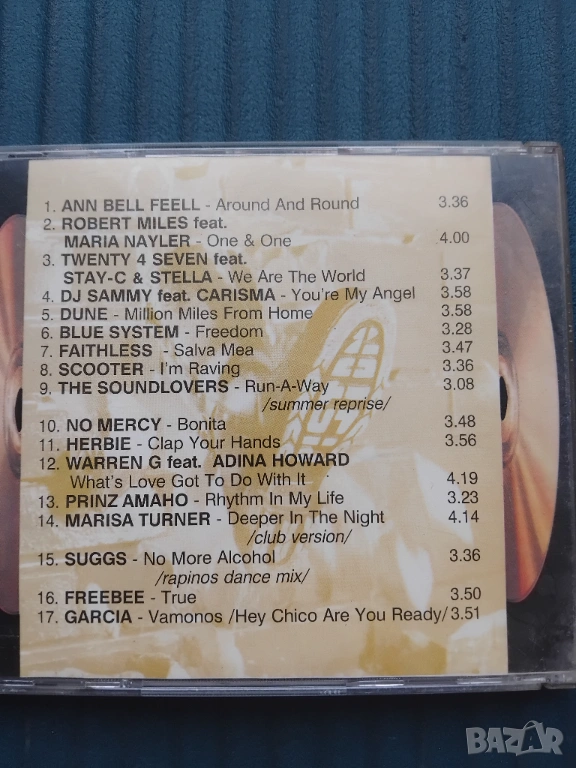 1. ANN BELL FEELL - Around And Round 3.36
2. ROBERT MILES feat.
MARIA NAYLER - One & One 4.00
3. TWENTY 4 SEVEN feat.
STAY-C & STELLA - We Are The World 3.37
4. DJ SAMMY feat. CARISMA - You're My Angel 3.58
5. DUNE - Million Miles From Home 3.58
6. BLUE SYSTEM - Freedom 3.28
7. FAITHLESS - Salva Mea 3.47
8. SCOOTER - I'm Raving 3.36
9. THE SOUNDLOVERS - Run-A-Way 3.08
/summer reprise/
10. NO MERCY - Bonita 3.48
11. HERBIE - Clap Your Hands 3.56
12. WARREN G feat. ADINA HOWARD
What's Love Got To Do With It 4.19
13. PRINZ AMAHO - Rhythm In My Life 3.23
14. MARISA TURNER - Deeper In The Night 4.14
/club version/
15. SUGGS - No More Alcohol 3.36
/rapinos dance mix/
16. FREEBEE - True 3.50
17. GARCIA - Vamonos /Hey Chico Are You Ready/ 3.51
BAZAR